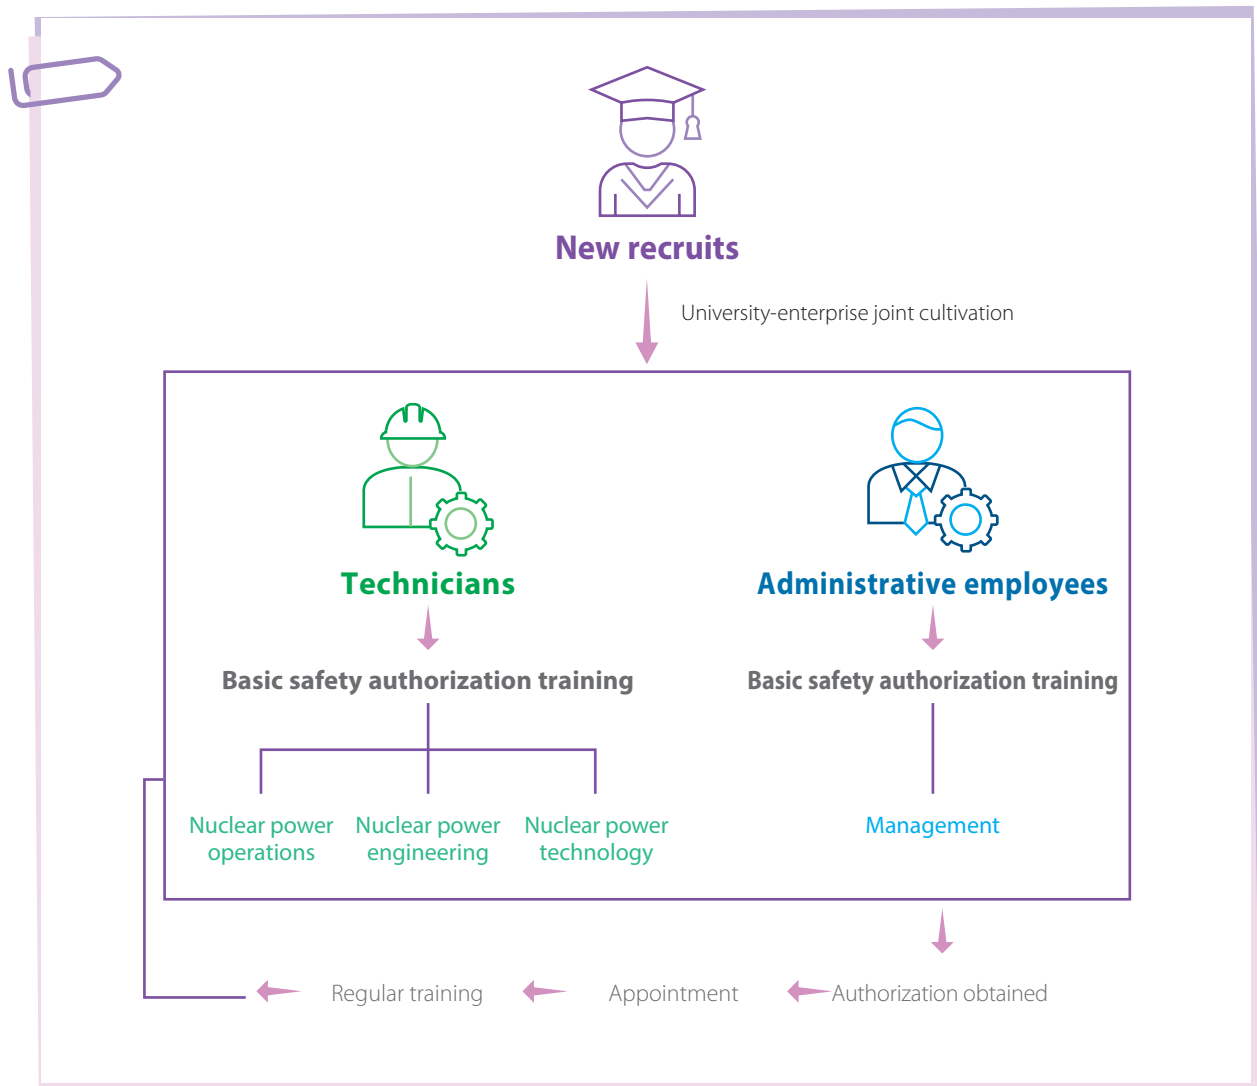 New recruits
University-enterprise joint cultivation
Technicians
Administrative employees
Basic safety authorization training
Basic safety authorization training
Nuclear power
operations
Nuclear power
engineering
Nuclear power
technology
Management
Regular training
Appointment
Authorization obtained